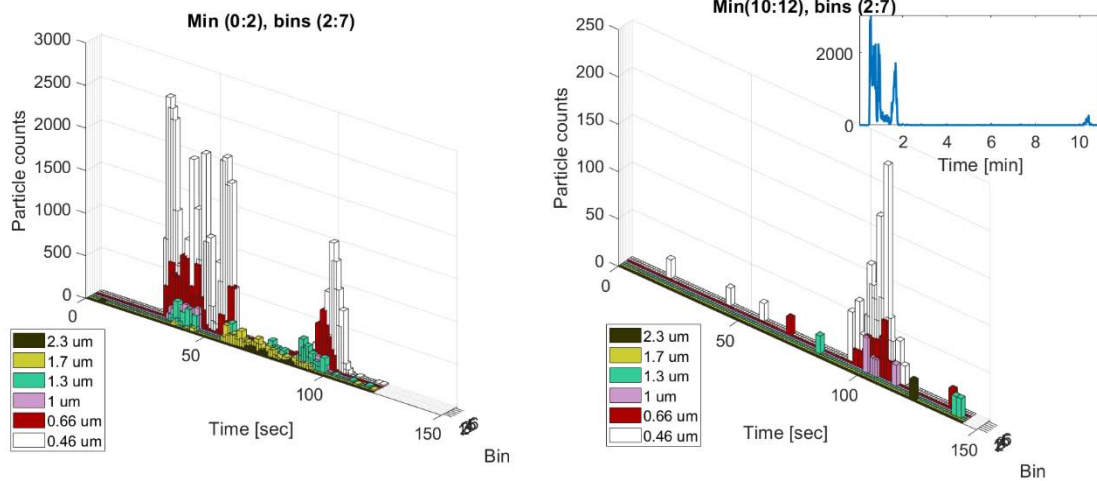 Min (0:2), bins (2:7)
3000
2500
2000
1500
1000
500
0
Particle counts
0
50
100
150
Time [sec]
Bin
2.3 um
1.7 um
1.3 um
1 um
0.66 um
0.46 um
Min(10:12), bins (2:7)
250
200
150
100
50
0
Particle counts
0
50
100
150
Time [sec]
Bin
2.3 um
1.7 um
1.3 um
1 um
0.66 um
0.46 um
2000
0
2
4
6
8
10
Time [min]